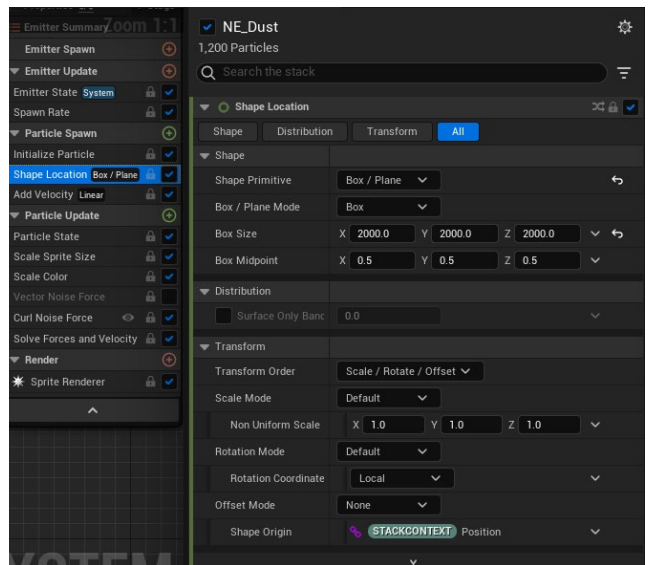 Emitter Summary
Zoom 1:1
Emitter Spawn
Emitter Update
Emitter State System
Spawn Rate
Particle Spawn
Initialize Particle
Shape Location Box / Plane
Add Velocity Linear
Particle Update
Particle State
Scale Sprite Size
Scale Color
Vector Noise Force
Curl Noise Force
Solve Forces and Velocity
Render
Sprite Renderer
NE_Dust
1,200 Particles
Search the stack
Shape Location
Shape Distribution Transform All
Shape
Shape Primitive Box / Plane
Box / Plane Mode Box
Box Size X 2000.0 Y 2000.0 Z 2000.0
Box Midpoint X 0.5 Y 0.5 Z 0.5
Distribution
Surface Only Banc 0.0
Transform
Transform Order Scale / Rotate / Offset
Scale Mode Default
Non Uniform Scale X 1.0 Y 1.0 Z 1.0
Rotation Mode Default
Rotation Coordinate Local
Offset Mode None
Shape Origin STACKCONTEXT Position